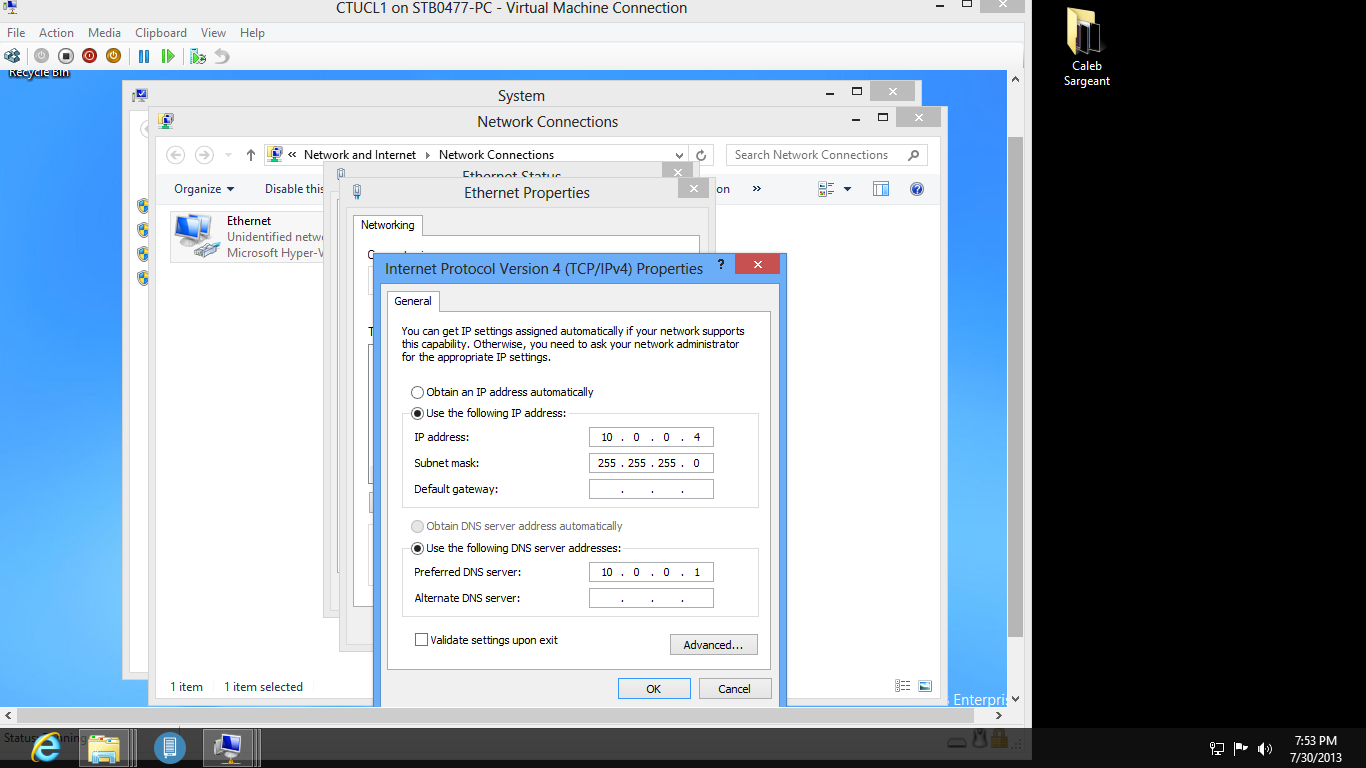 CTUCL1 on STB0477-PC - Virtual Machine Connection
File Action Media Clipboard View Help
Recycle Bin
Caleb
Sargeant
System
Network Connections
« Network and Internet Network Connections
Search Network Connections
Ethernet Status
Organize Disable this on »
Ethernet Properties
Ethernet
Unidentified netw
Microsoft Hyper-V
Networking
Internet Protocol Version 4 (TCP/IPv4) Properties ?
General
You can get IP settings assigned automatically if your network supports
this capability. Otherwise, you need to ask your network administrator
for the appropriate IP settings.
Obtain an IP address automatically
Use the following IP address:
IP address: 10 . 0 . 0 . 4
Subnet mask: 255 . 255 . 255 . 0
Default gateway: . . .
Obtain DNS server address automatically
Use the following DNS server addresses:
Preferred DNS server: 10 . 0 . 0 . 1
Alternate DNS server: . . .
Validate settings upon exit
Advanced...
OK Cancel
1 item 1 item selected
Enterpris
7:53 PM
7/30/2013